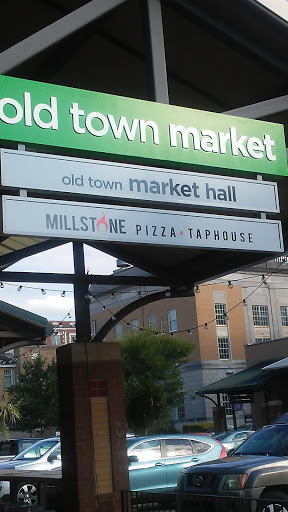 old town market
old town market hall
MILLSTONE PIZZA + TAPHOUSE